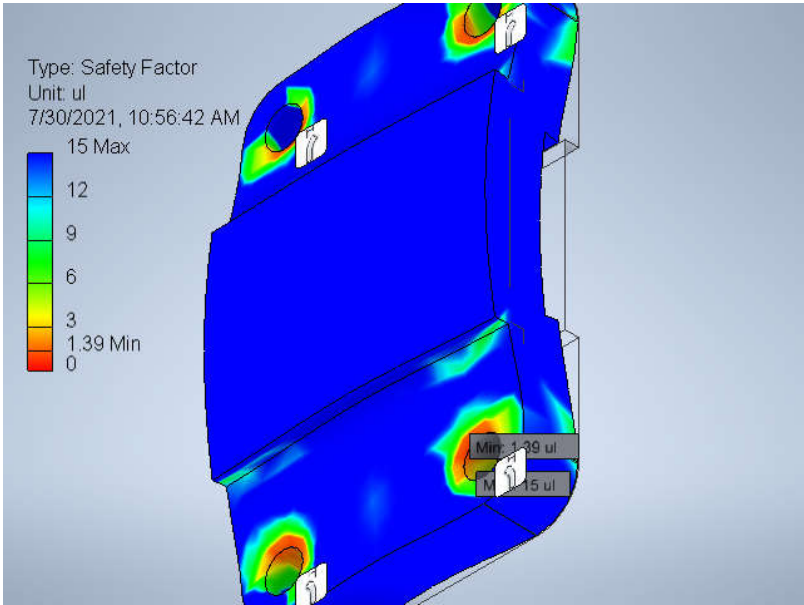 Type: Safety Factor
Unit: ul
7/30/2021, 10:56:42 AM
15 Max
12
9
6
3
1.39 Min
0
Min: 1.39 ul
15 ul